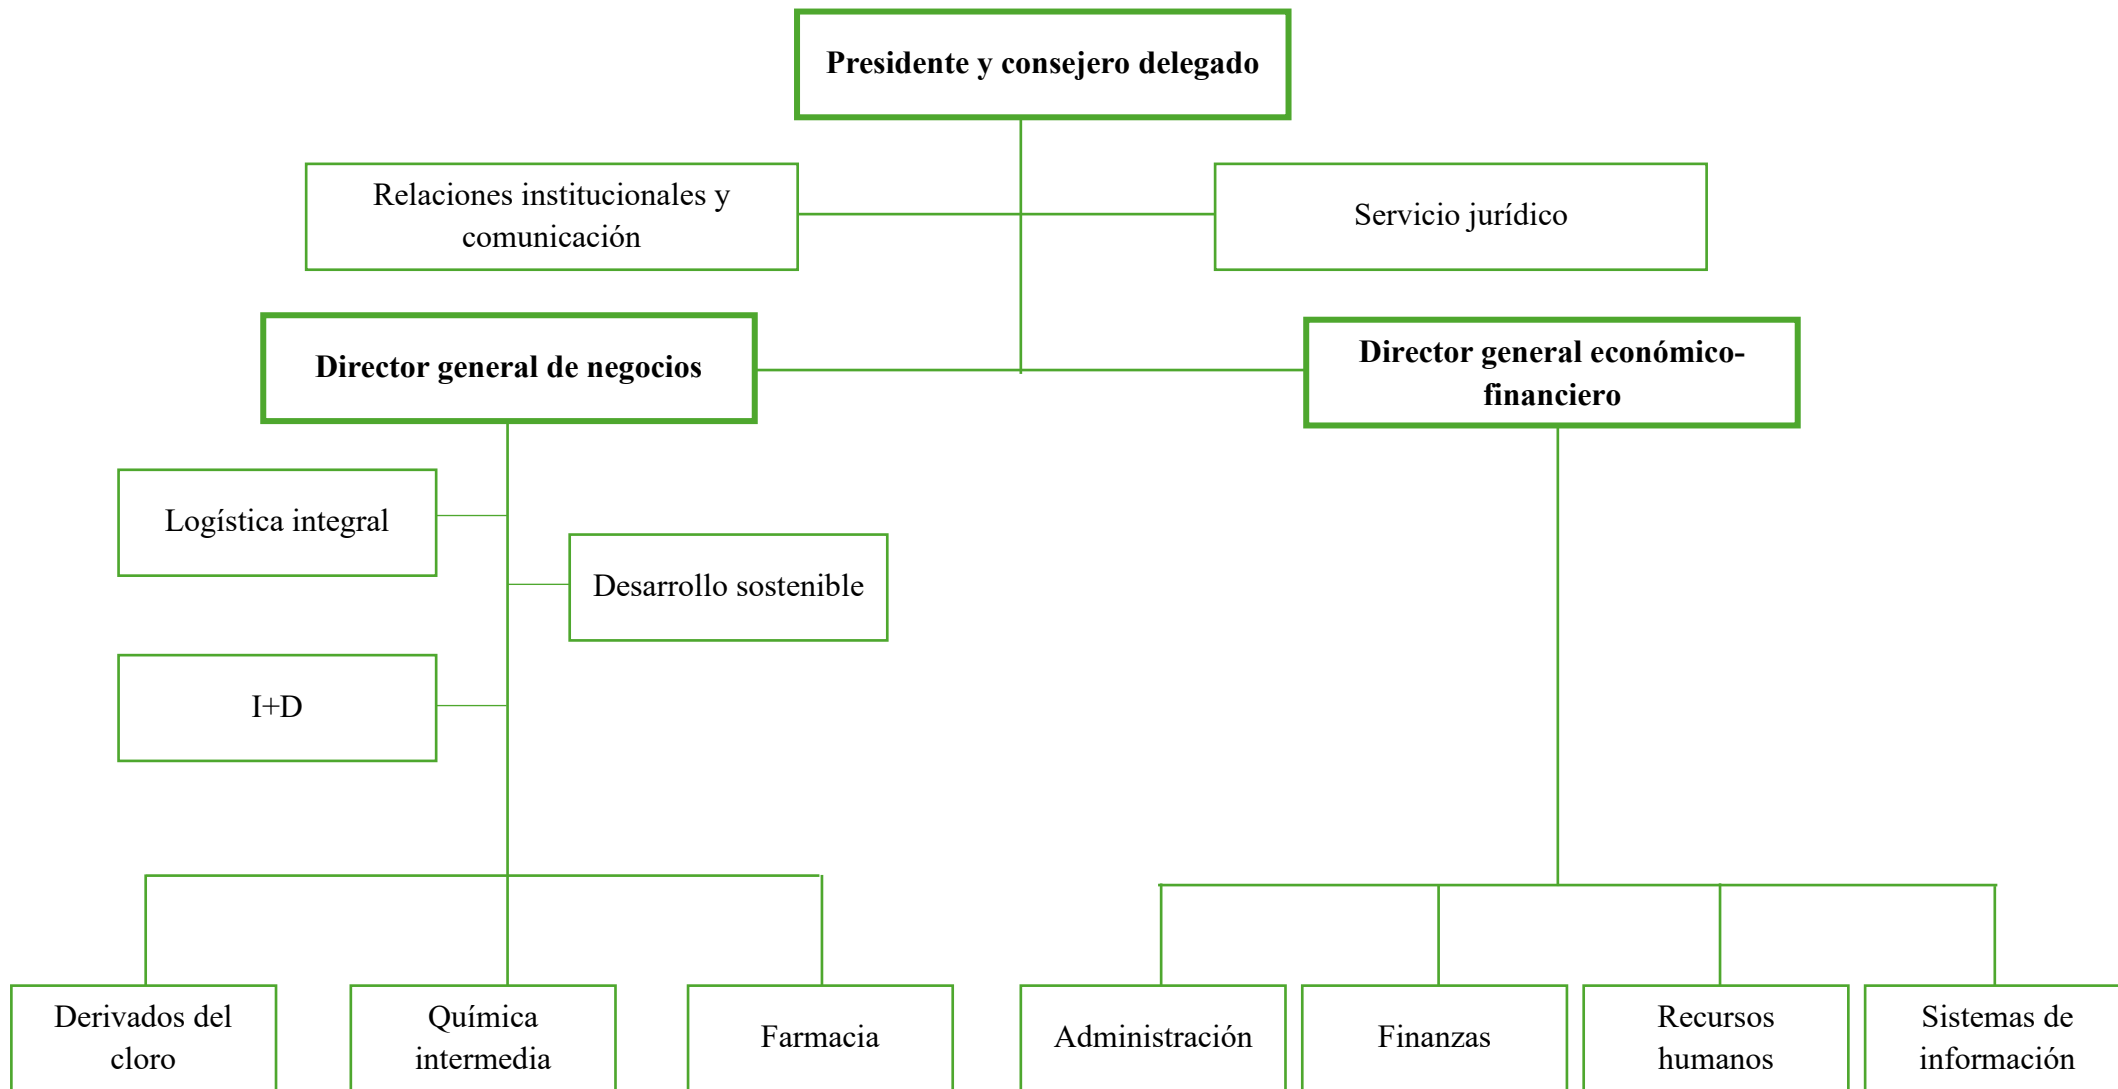 Presidente y consejero delegado
Relaciones institucionales y
comunicación
Servicio jurídico
Director general de negocios
Director general económico-
financiero
Logística integral
Desarrollo sostenible
I+D
Derivados del
cloro
Química
intermedia
Farmacia
Administración
Finanzas
Recursos
humanos
Sistemas de
información